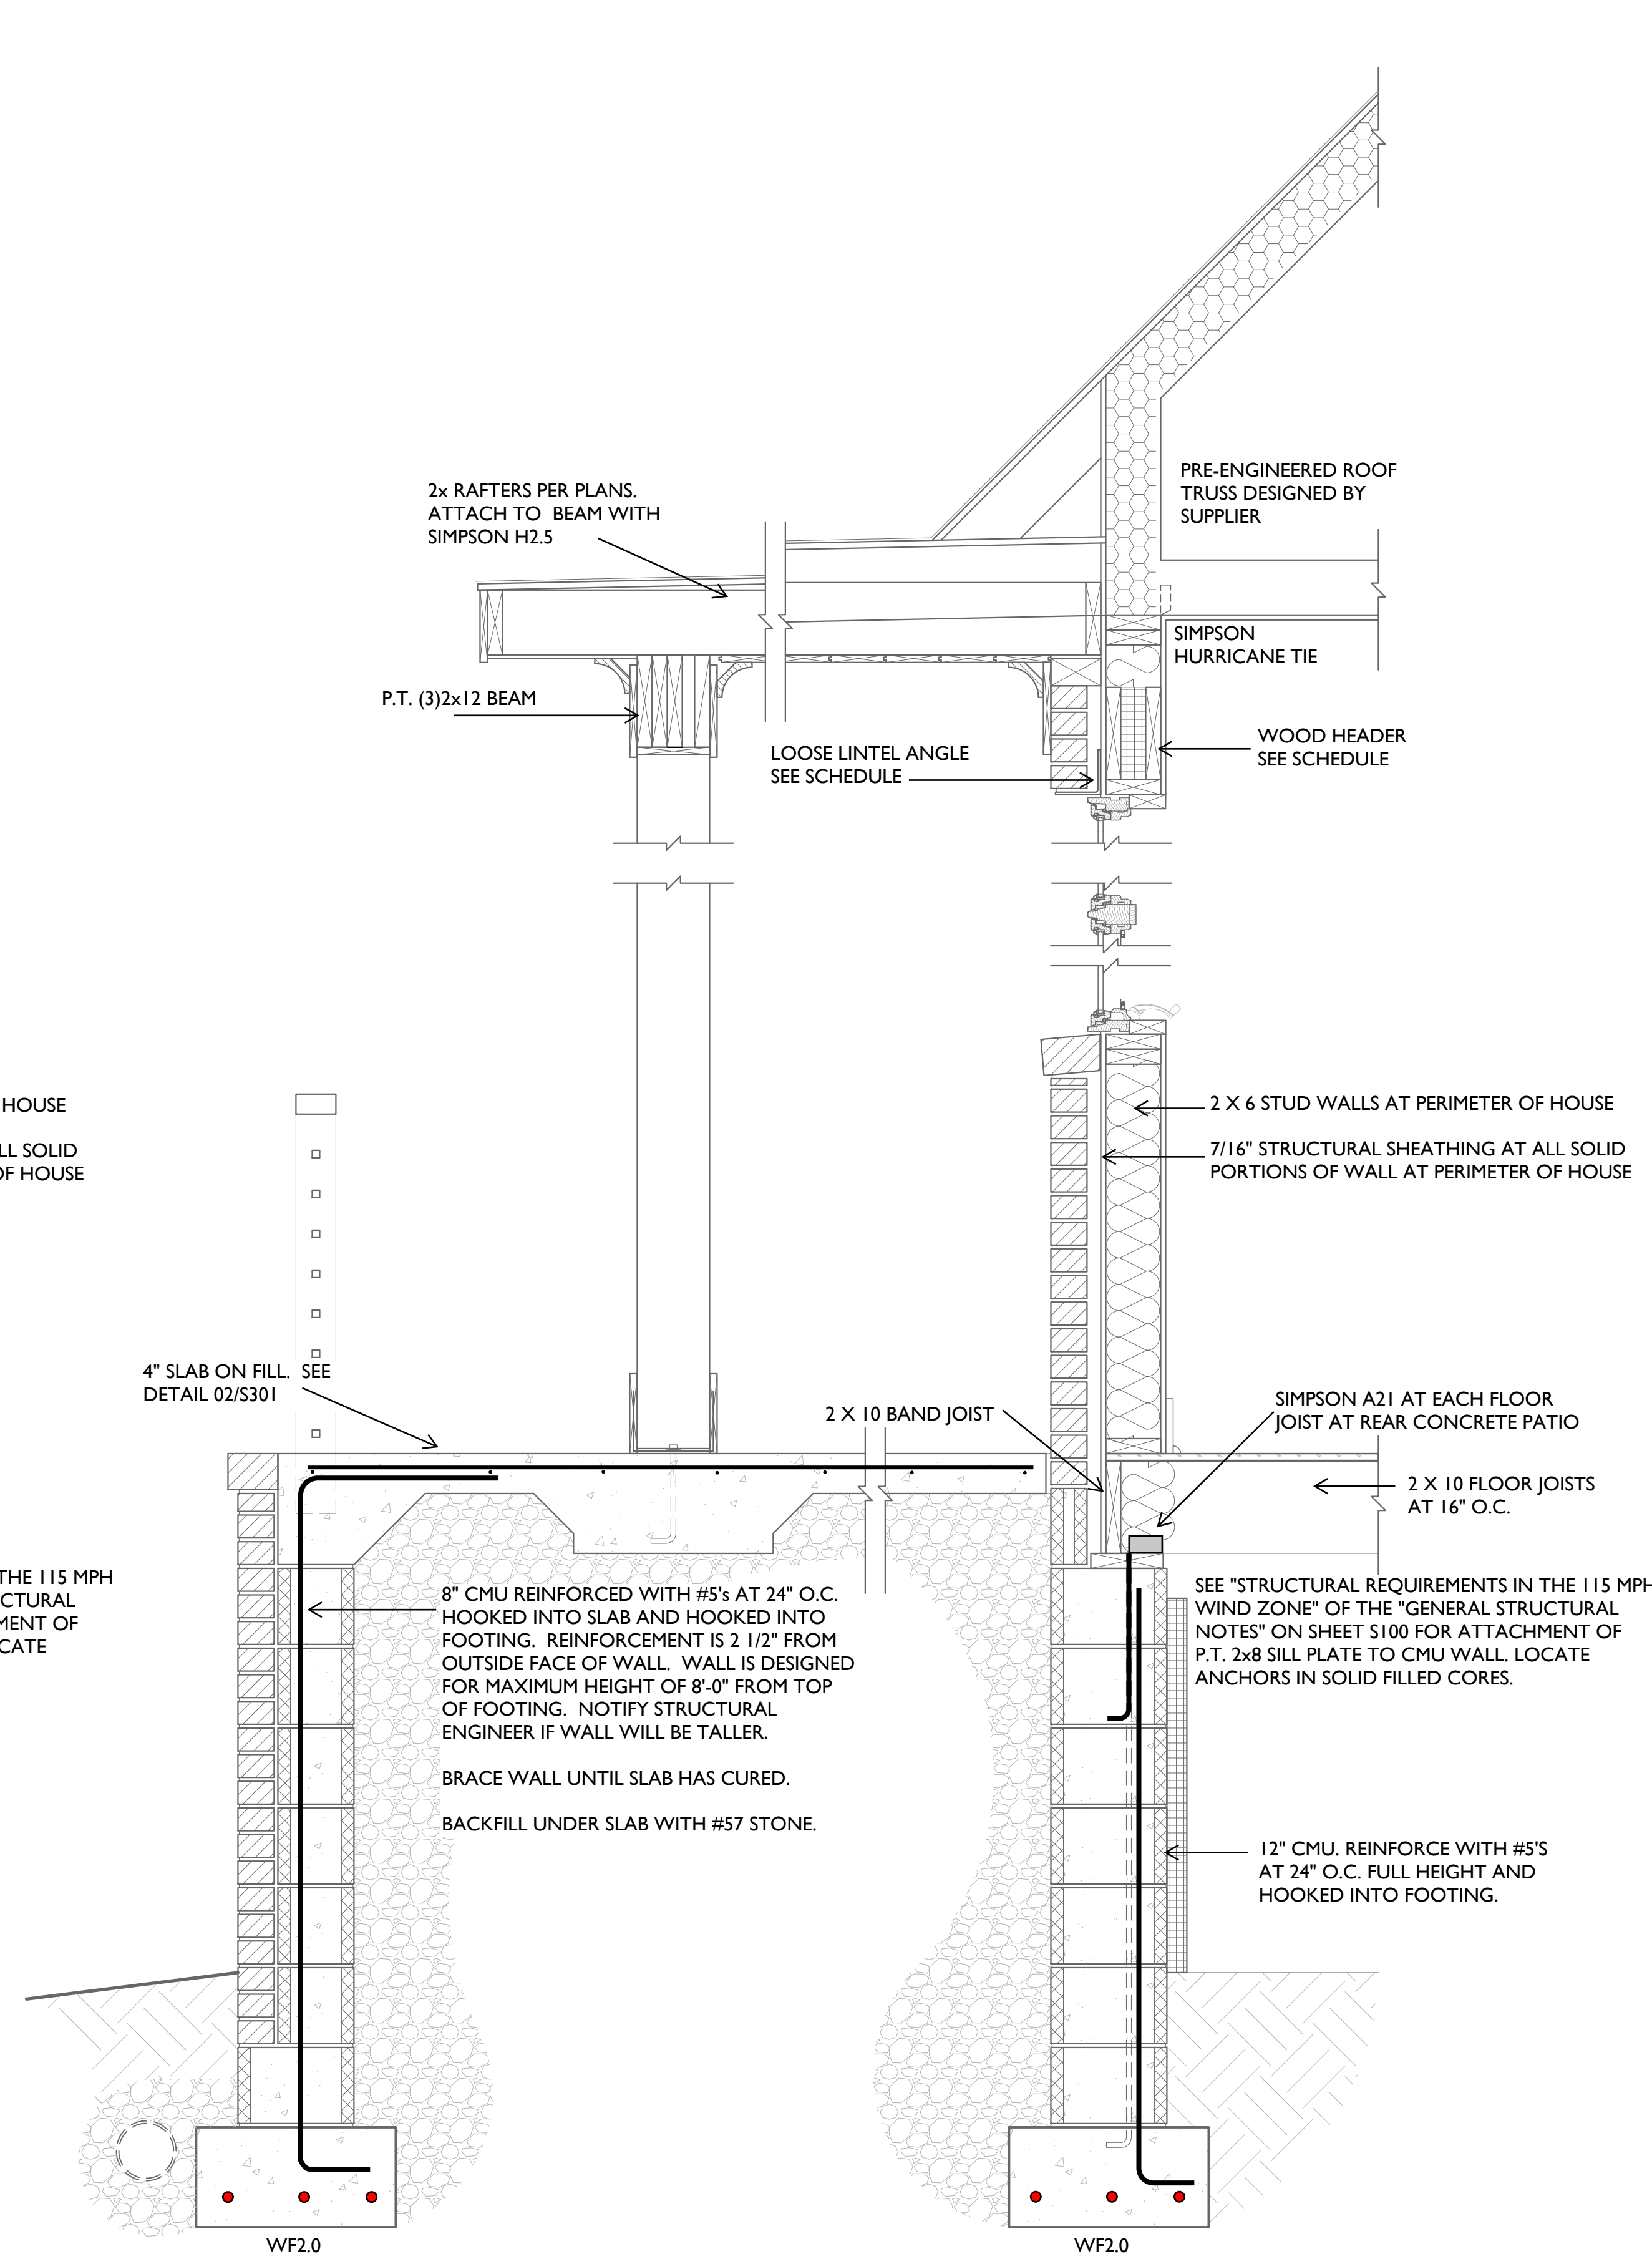 PRE-ENGINEERED ROOF
TRUSS DESIGNED BY
SUPPLIER
2x RAFTERS PER PLANS.
ATTACH TO BEAM WITH
SIMPSON H2.5
SIMPSON
HURRICANE TIE
P.T. (3)2x12 BEAM
WOOD HEADER
SEE SCHEDULE
LOOSE LINTEL ANGLE
SEE SCHEDULE
HOUSE
LL SOLID
OF HOUSE
2 X 6 STUD WALLS AT PERIMETER OF HOUSE
7/16" STRUCTURAL SHEATHING AT ALL SOLID
PORTIONS OF WALL AT PERIMETER OF HOUSE
4" SLAB ON FILL. SEE
DETAIL 02/S301
2 X 10 BAND JOIST
SIMPSON A21 AT EACH FLOOR
JOIST AT REAR CONCRETE PATIO
2 X 10 FLOOR JOISTS
AT 16" O.C.
THE 115 MPH
CTURAL
MENT OF
CATE
8" CMU REINFORCED WITH #5's AT 24" O.C.
HOOKED INTO SLAB AND HOOKED INTO
FOOTING. REINFORCEMENT IS 2 1/2" FROM
OUTSIDE FACE OF WALL. WALL IS DESIGNED
FOR MAXIMUM HEIGHT OF 8'-0" FROM TOP
OF FOOTING. NOTIFY STRUCTURAL
ENGINEER IF WALL WILL BE TALLER.
BRACE WALL UNTIL SLAB HAS CURED.
BACKFILL UNDER SLAB WITH #57 STONE.
SEE "STRUCTURAL REQUIREMENTS IN THE 115 MPH
WIND ZONE" OF THE "GENERAL STRUCTURAL
NOTES" ON SHEET S100 FOR ATTACHMENT OF
P.T. 2x8 SILL PLATE TO CMU WALL. LOCATE
ANCHORS IN SOLID FILLED CORES.
12" CMU. REINFORCE WITH #5'S
AT 24" O.C. FULL HEIGHT AND
HOOKED INTO FOOTING.
WF2.0
WF2.0